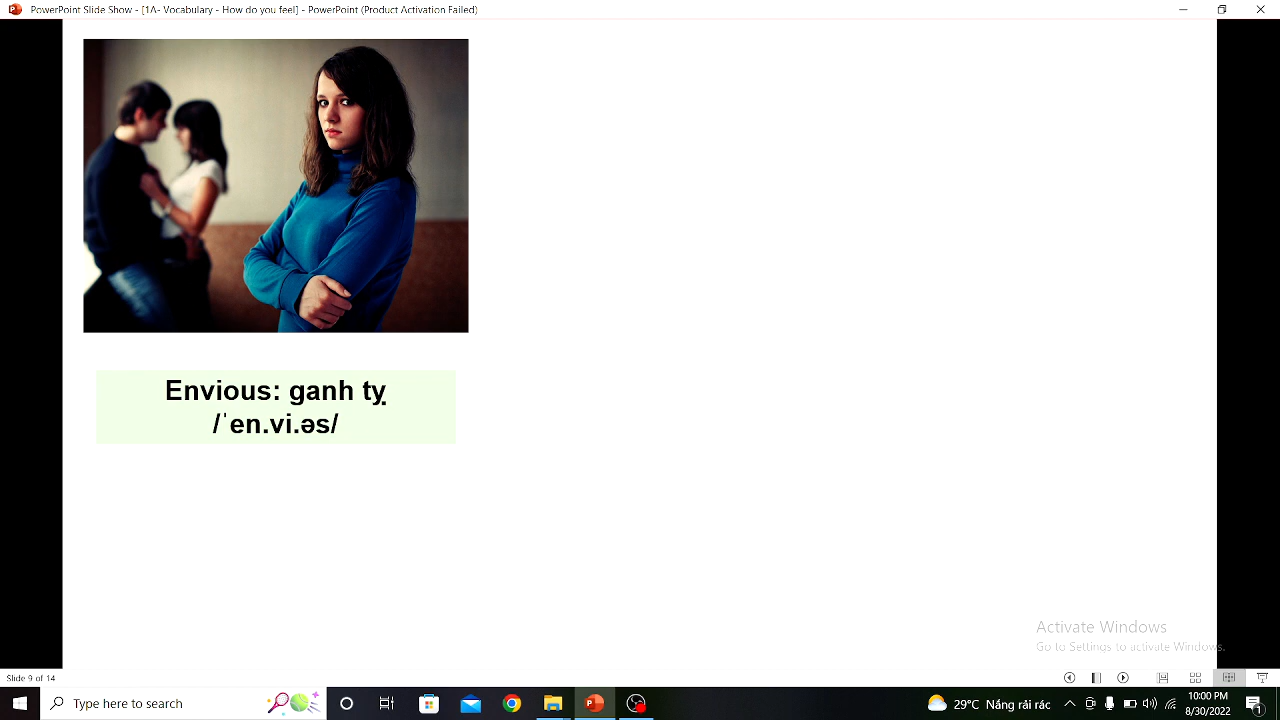 PowerPoint Slide Show - [1A- Vocabulary - How do you feel] - PowerPoint (Product Activation Failed)
Envious: ganh tỵ
/ˈen.vi.əs/
Activate Windows
Go to Settings to activate Windows.
Slide 9 of 14
Type here to search
29°C Nắng rải rác
10:00 PM
8/30/2022
1